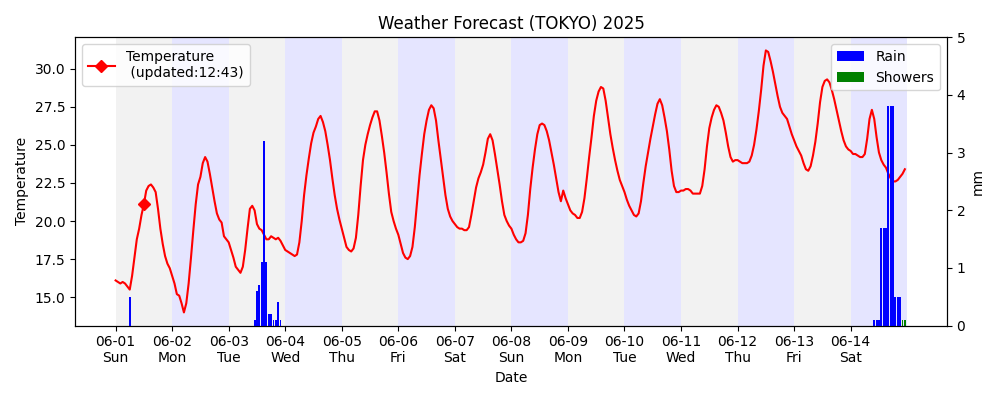 Weather Forecast (TOKYO) 2025
Temperature
(updated:12:43)
Rain
Showers
Temperature
30.0
27.5
25.0
22.5
20.0
17.5
15.0
5
4
3
2
1
0
mm
06-01 06-02 06-03 06-04 06-05 06-06 06-07 06-08 06-09 06-10 06-11 06-12 06-13 06-14
Sun Mon Tue Wed Thu Fri Sat Sun Mon Tue Wed Thu Fri Sat
Date